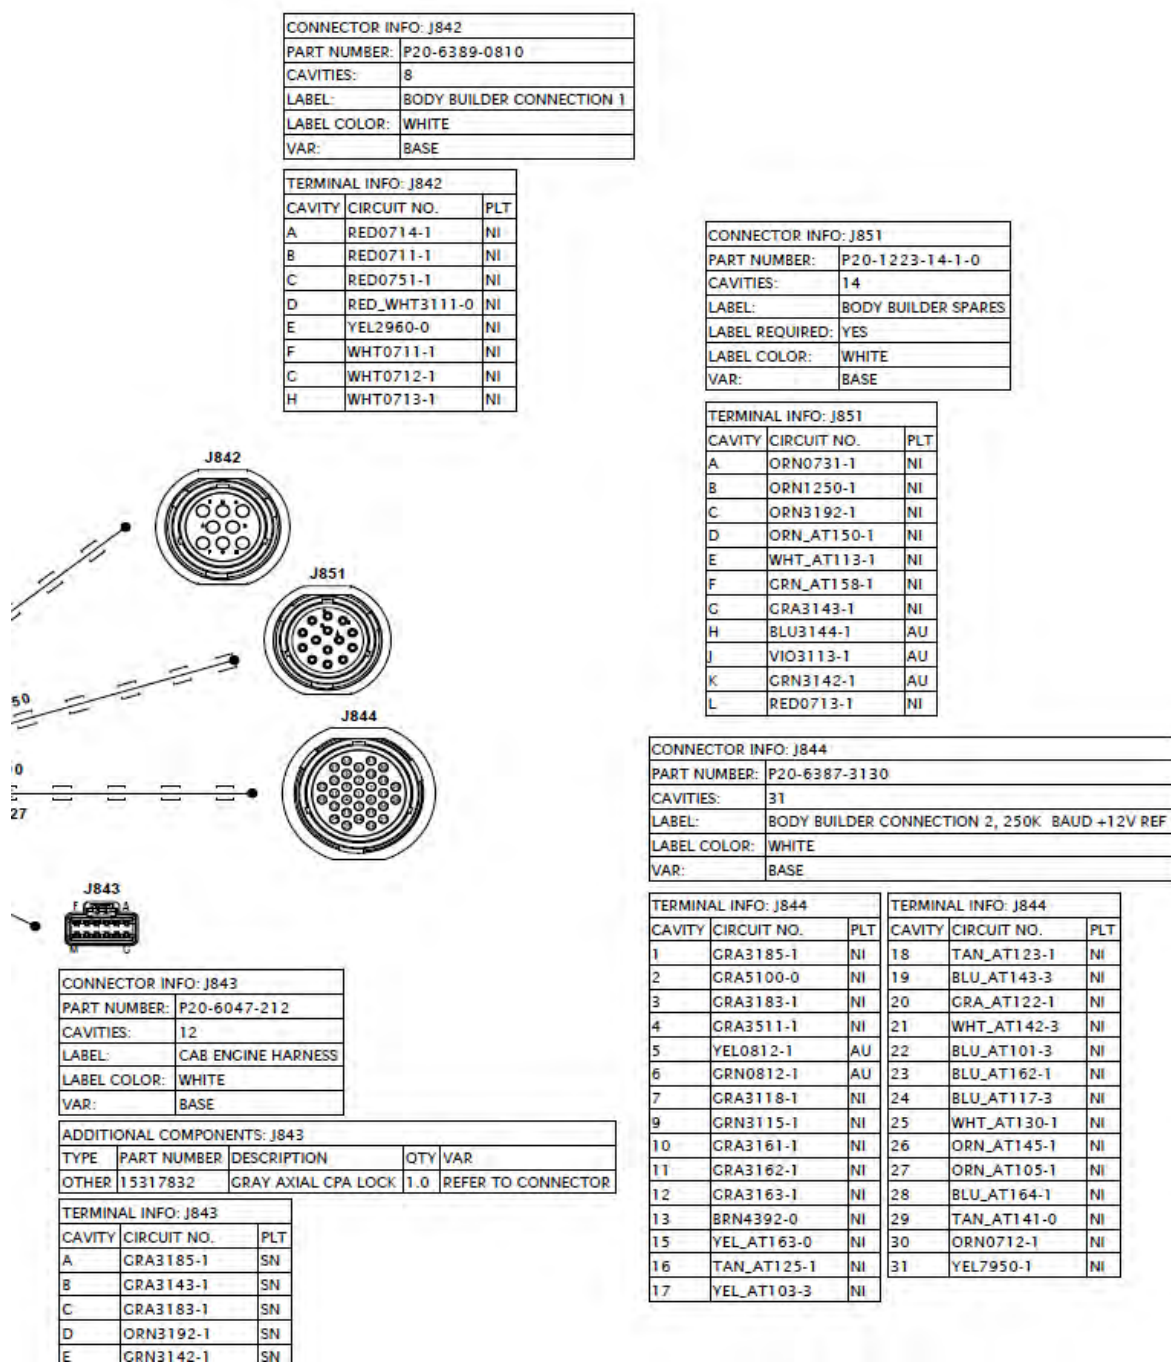 CONNECTOR INFO: J842
PART NUMBER: P20-6389-0810
CAVITIES: 8
LABEL: BODY BUILDER CONNECTION 1
LABEL COLOR: WHITE
VAR: BASE
TERMINAL INFO: J842
CAVITY CIRCUIT NO. PLT
A RED0714-1 NI
B RED0711-1 NI
C RED0751-1 NI
D RED_WHT3111-0 NI
E YEL2960-0 NI
F WHT0711-1 NI
G WHT0712-1 NI
H WHT0713-1 NI
CONNECTOR INFO: J851
PART NUMBER: P20-1223-14-1-0
CAVITIES: 14
LABEL: BODY BUILDER SPARES
LABEL REQUIRED: YES
LABEL COLOR: WHITE
VAR: BASE
TERMINAL INFO: J851
CAVITY CIRCUIT NO. PLT
A ORN0731-1 NI
B ORN1250-1 NI
C ORN3192-1 NI
D ORN_AT150-1 NI
E WHT_AT113-1 NI
F GRN_AT158-1 NI
G GRA3143-1 NI
H BLU3144-1 AU
J VIO3113-1 AU
K GRN3142-1 AU
L RED0713-1 NI
J842
J851
50
J844
27
J843
F A
M G
CONNECTOR INFO: J844
PART NUMBER: P20-6387-3130
CAVITIES: 31
LABEL: BODY BUILDER CONNECTION 2, 250K BAUD +12V REF
LABEL COLOR: WHITE
VAR: BASE
TERMINAL INFO: J844
CAVITY CIRCUIT NO. PLT
1 GRA3185-1 NI
2 GRA5100-0 NI
3 GRA3183-1 NI
4 GRA3511-1 NI
5 YEL0812-1 AU
6 GRN0812-1 AU
7 GRA3118-1 NI
9 GRN3115-1 NI
10 GRA3161-1 NI
11 GRA3162-1 NI
12 GRA3163-1 NI
13 BRN4392-0 NI
15 YEL_AT163-0 NI
16 TAN_AT125-1 NI
17 YEL_AT103-3 NI
TERMINAL INFO: J844
CAVITY CIRCUIT NO. PLT
18 TAN_AT123-1 NI
19 BLU_AT143-3 NI
20 GRA_AT122-1 NI
21 WHT_AT142-3 NI
22 BLU_AT101-3 NI
23 BLU_AT162-1 NI
24 BLU_AT117-3 NI
25 WHT_AT130-1 NI
26 ORN_AT145-1 NI
27 ORN_AT105-1 NI
28 BLU_AT164-1 NI
29 TAN_AT141-0 NI
30 ORN0712-1 NI
31 YEL7950-1 NI
CONNECTOR INFO: J843
PART NUMBER: P20-6047-212
CAVITIES: 12
LABEL: CAB ENGINE HARNESS
LABEL COLOR: WHITE
VAR: BASE
ADDITIONAL COMPONENTS: J843
TYPE PART NUMBER DESCRIPTION QTY VAR
OTHER 15317832 GRAY AXIAL CPA LOCK 1.0 REFER TO CONNECTOR
TERMINAL INFO: J843
CAVITY CIRCUIT NO. PLT
A GRA3185-1 SN
B GRA3143-1 SN
C GRA3183-1 SN
D ORN3192-1 SN
E GRN3142-1 SN